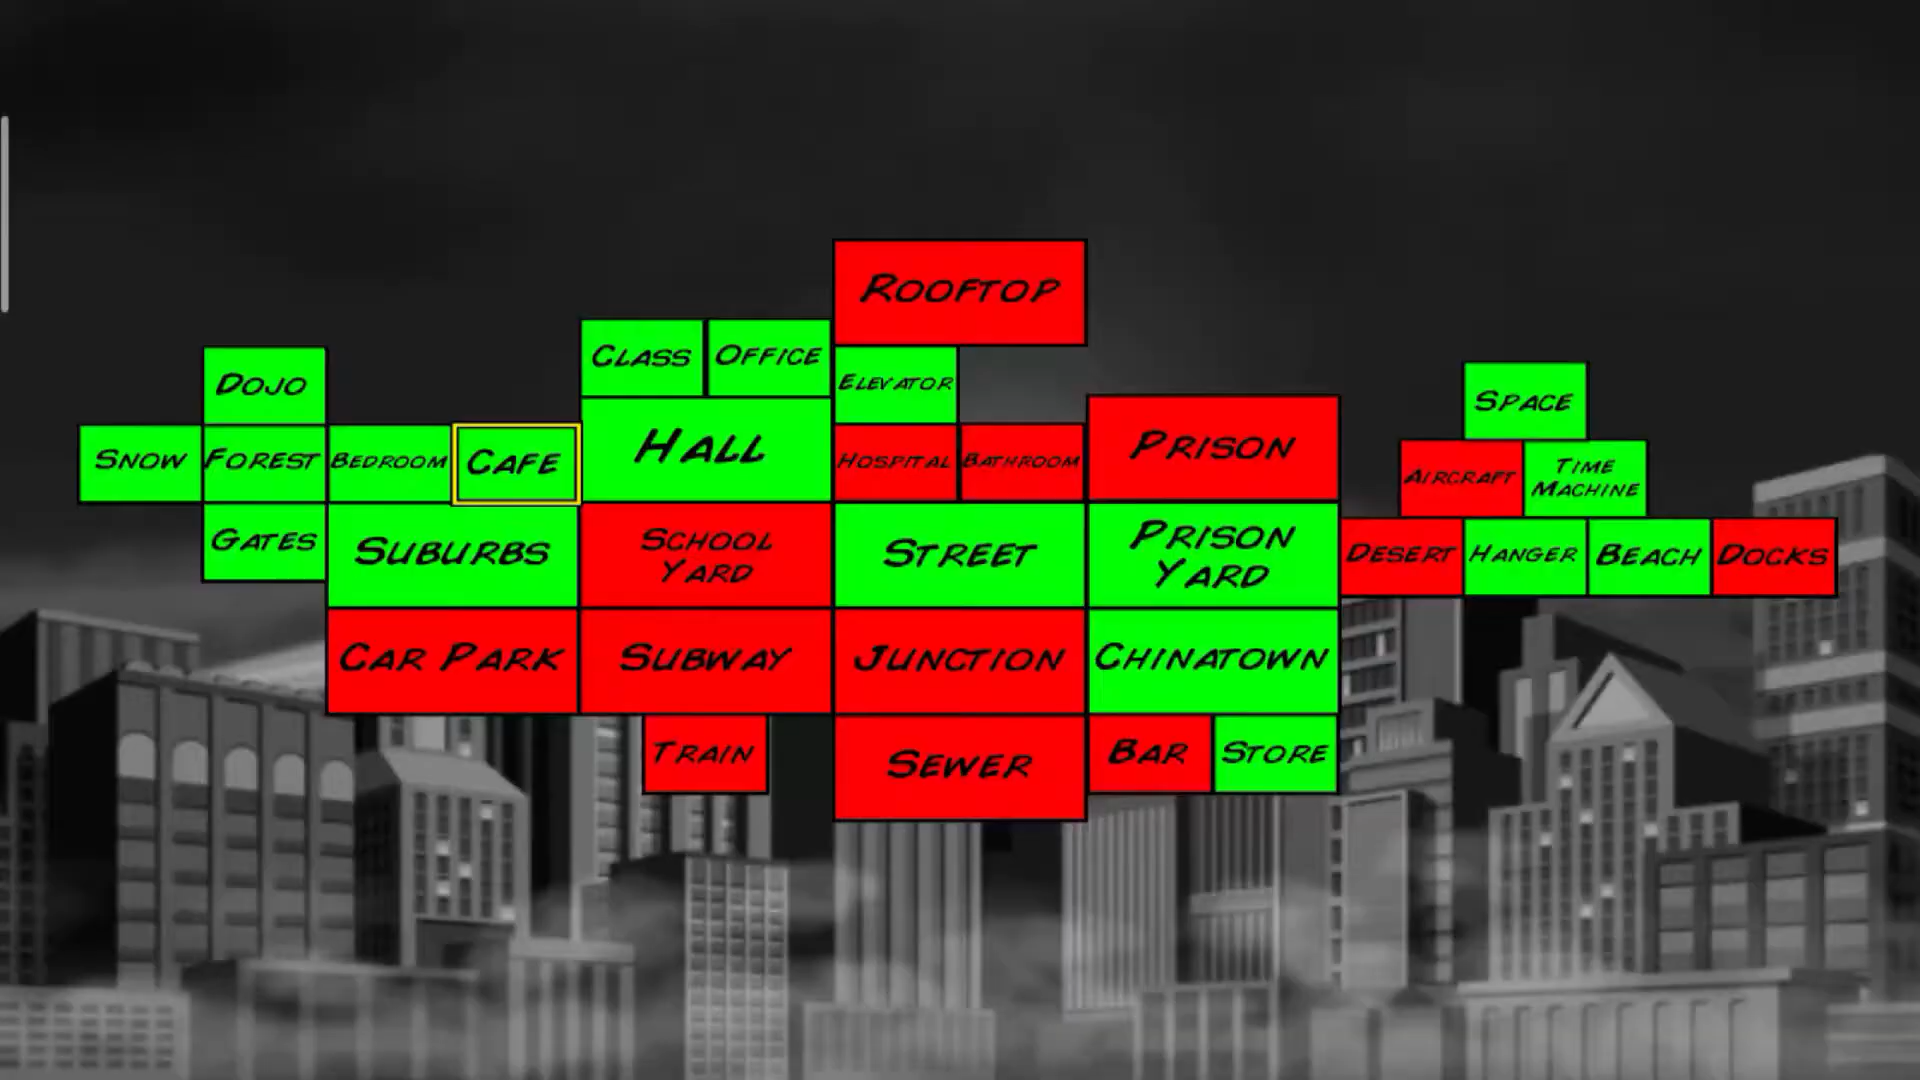 Rooftop
Class
Office
Elevator
Dojo
Space
Snow
Forest
Bedroom
Cafe
Hall
Hospital
Bathroom
Prison
Aircraft
Time
Machine
Gates
Suburbs
School
Yard
Street
Prison
Yard
Desert
Hanger
Beach
Docks
Car Park
Subway
Junction
Chinatown
Train
Sewer
Bar
Store